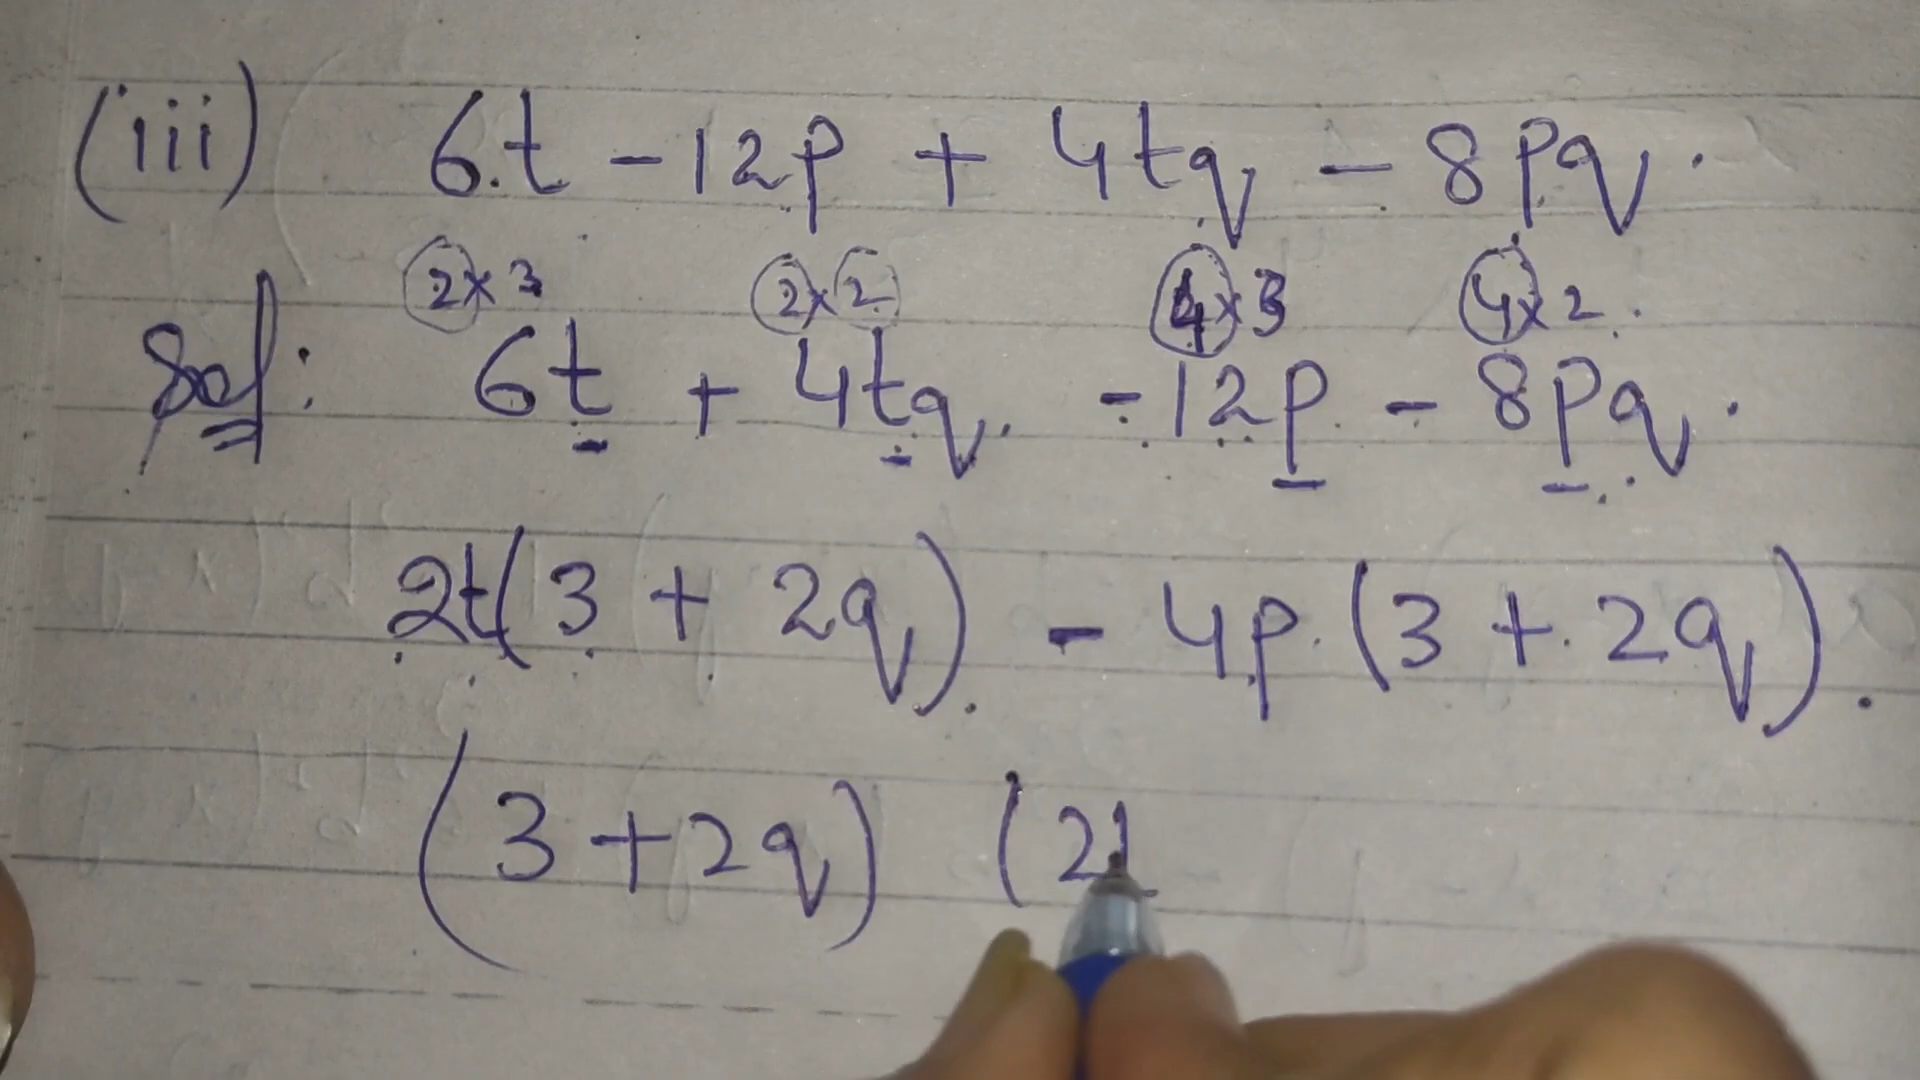 (iii) 6t - 12p + 4tq - 8pq.
2×3 2×2 4×3 4×2.
Sol: 6t + 4tq. - 12p - 8pq.
2t(3 + 2q). - 4p.(3 + 2q).
(3 + 2q) (2t